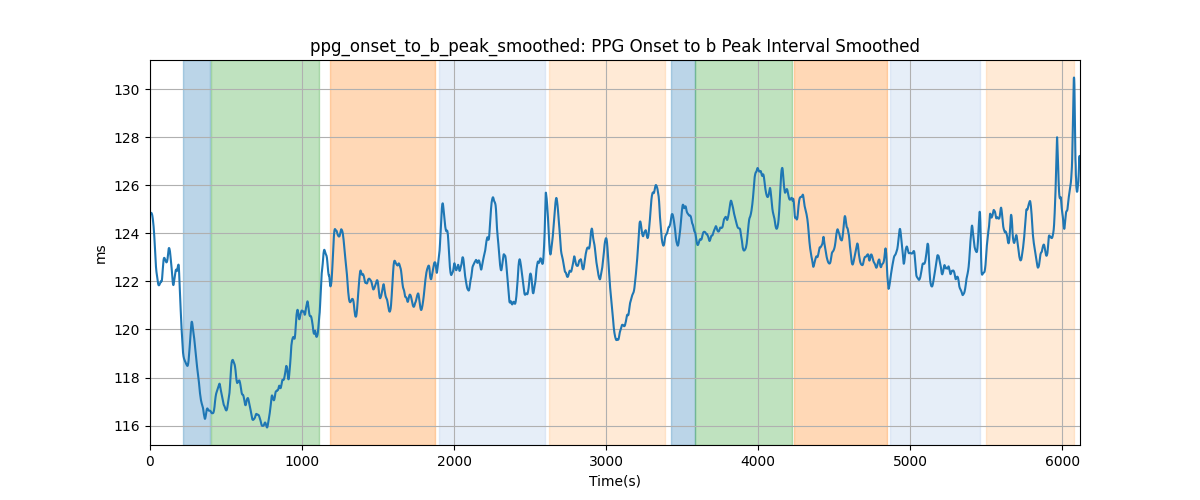 ppg_onset_to_b_peak_smoothed: PPG Onset to b Peak Interval Smoothed
130
128
126
124
122
120
118
116
ms
0 1000 2000 3000 4000 5000 6000
Time(s)